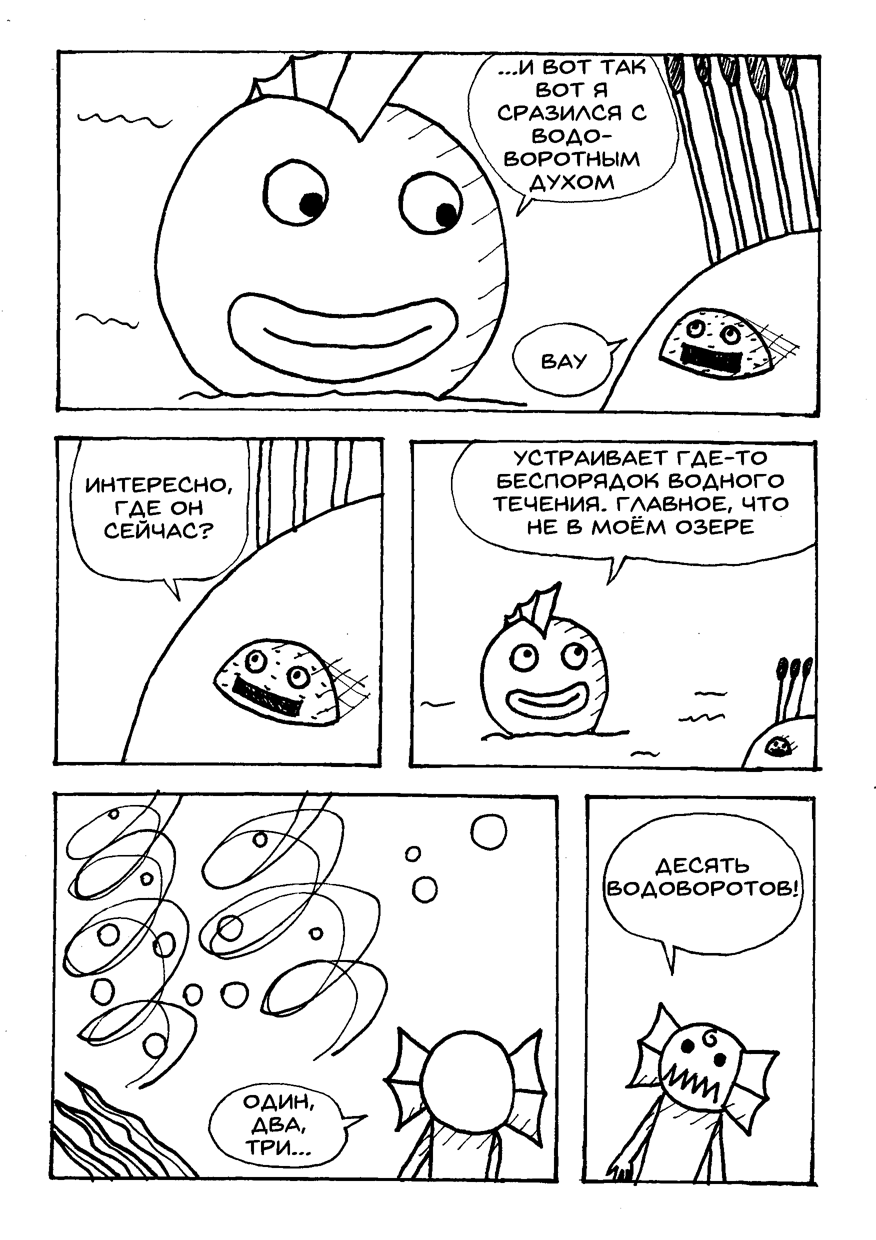 ...И ВОТ ТАК
ВОТ Я
СРАЗИЛСЯ С
ВОДО-
ВОРОТНЫМ
ДУХОМ
ВАУ
ИНТЕРЕСНО,
ГДЕ ОН
СЕЙЧАС?
УСТРАИВАЕТ ГДЕ-ТО
БЕСПОРЯДОК ВОДНОГО
ТЕЧЕНИЯ. ГЛАВНОЕ, ЧТО
НЕ В МОЁМ ОЗЕРЕ
ОДИН,
ДВА,
ТРИ...
ДЕСЯТЬ
ВОДОВОРОТОВ!